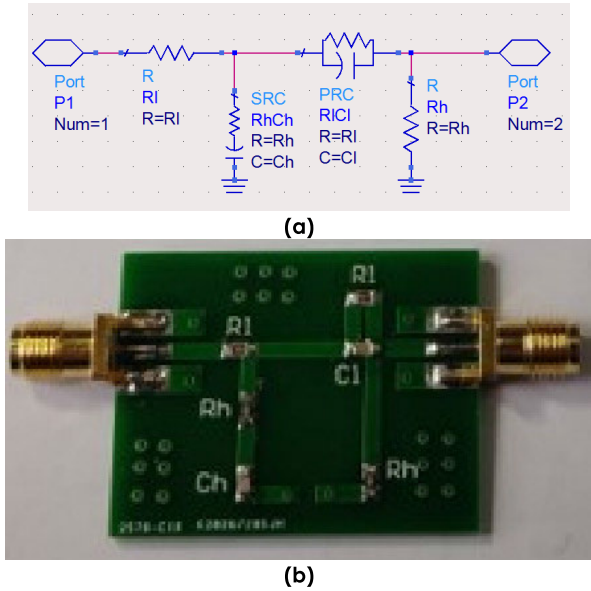 Port
P1
Num=1
R
Rl
R=Rl
SRC
RhCh
R=Rh
C=Ch
PRC
RlCl
R=Rl
C=Cl
R
Rh
R=Rh
Port
P2
Num=2
(a)
Rl
Rl
Cl
Rh
Ch
Rh
(b)